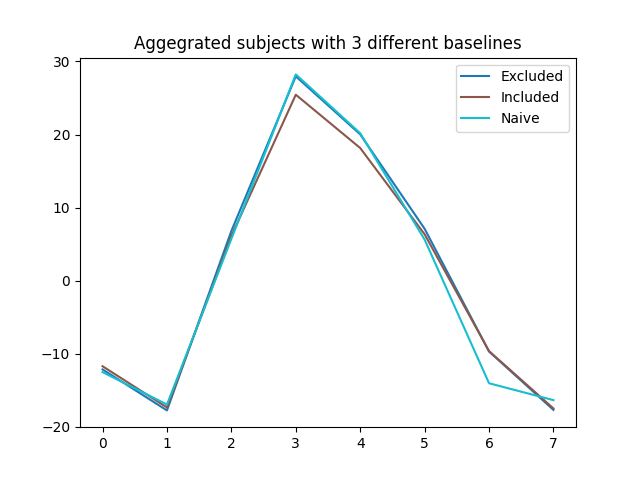 Aggegrated subjects with 3 different baselines
30
20
10
0
−10
−20
Excluded
Included
Naive
0 1 2 3 4 5 6 7